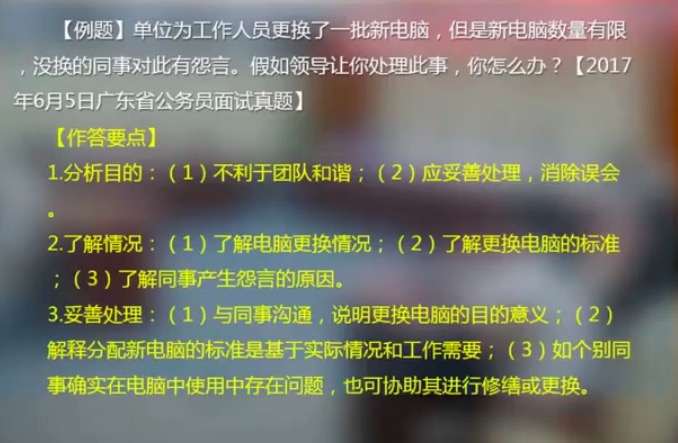 【例题】单位为工作人员更换了一批新电脑，但是新电脑数量有限
，没换的同事对此有怨言。假如领导让你处理此事，你怎么办？【2017
年6月5日广东省公务员面试真题】
【作答要点】
1.分析目的：（1）不利于团队和谐；（2）应妥善处理，消除误会
。
2.了解情况：（1）了解电脑更换情况；（2）了解更换电脑的标准
；（3）了解同事产生怨言的原因。
3.妥善处理：（1）与同事沟通，说明更换电脑的目的意义；（2）
解释分配新电脑的标准是基于实际情况和工作需要；（3）如个别同
事确实在电脑中使用中存在问题，也可协助其进行修缮或更换。